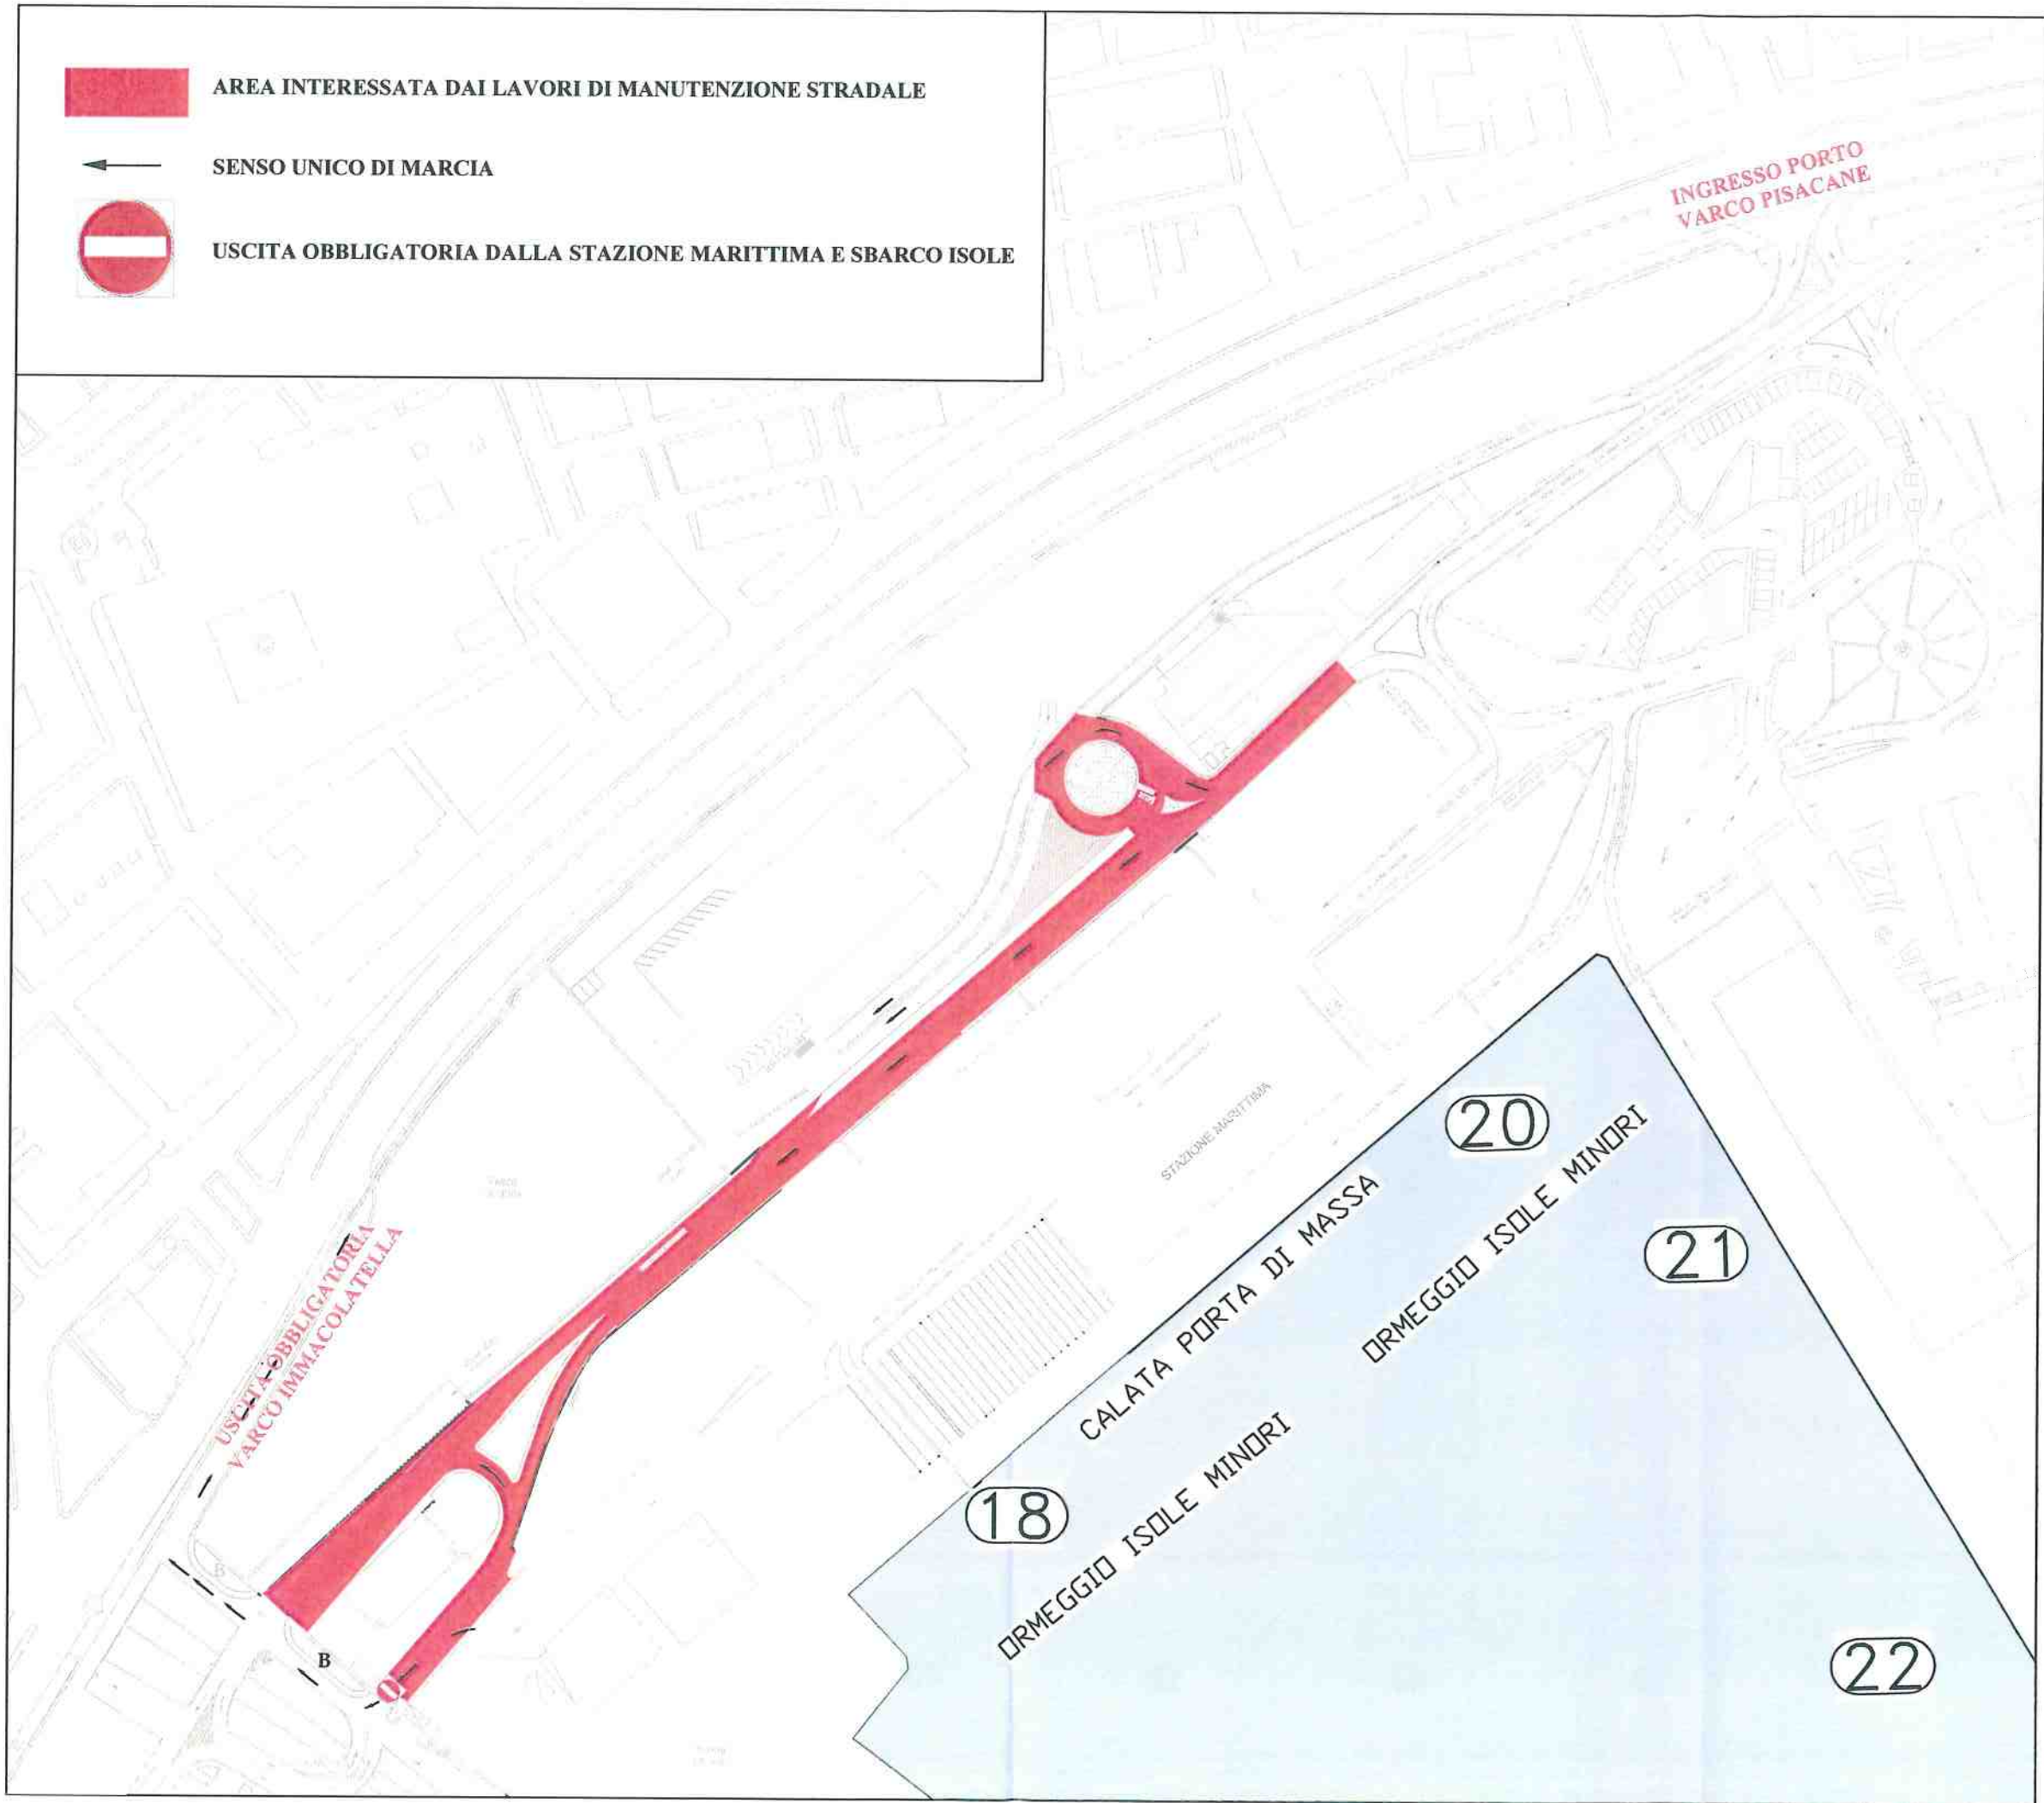 AREA INTERESSATA DAI LAVORI DI MANUTENZIONE STRADALE
SENSO UNICO DI MARCIA
USCITA OBBLIGATORIA DALLA STAZIONE MARITTIMA E SBARCO ISOLE
INGRESSO PORTO
VARCO PISACANE
STAZIONE MARITTIMA
20
CALATA PORTA DI MASSA
ORMEGGIO ISOLE MINORI
21
USCITA OBBLIGATORIA
VARCO IMMACOLATELLA
18
ORMEGGIO ISOLE MINORI
22
B
B